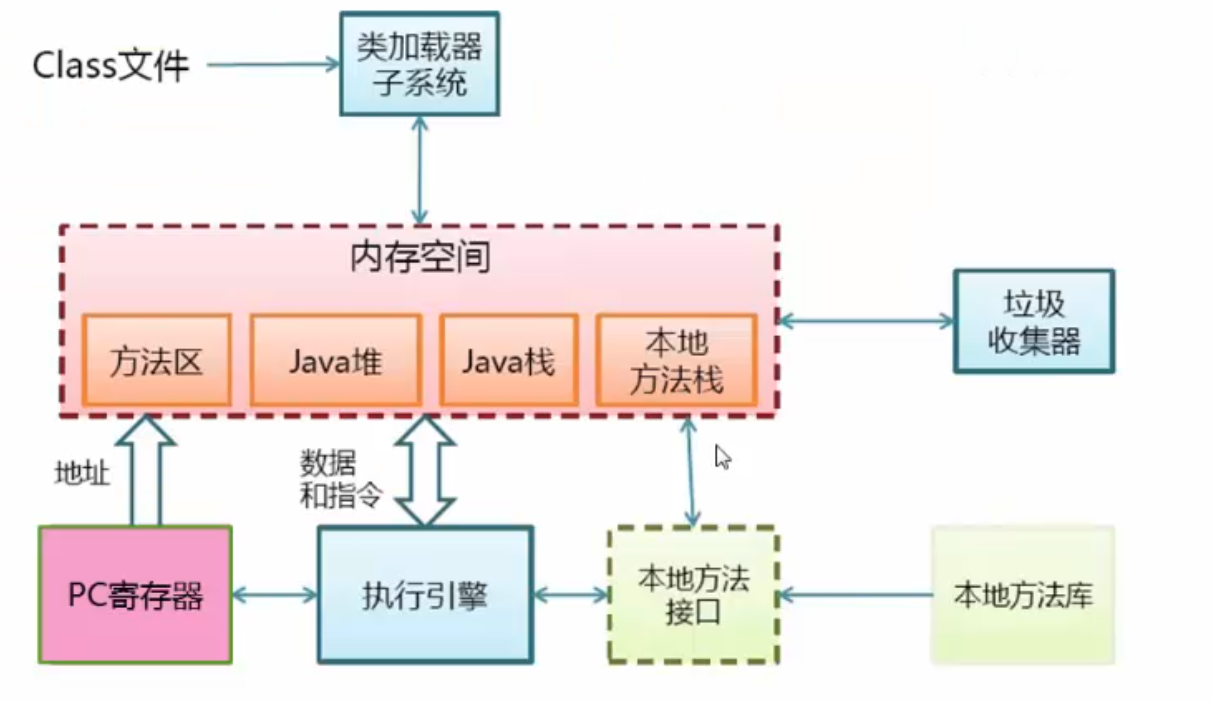 Class文件
类加载器
子系统
内存空间
方法区
Java堆
Java栈
本地
方法栈
垃圾
收集器
地址
数据
和指令
PC寄存器
执行引擎
本地方法
接口
本地方法库